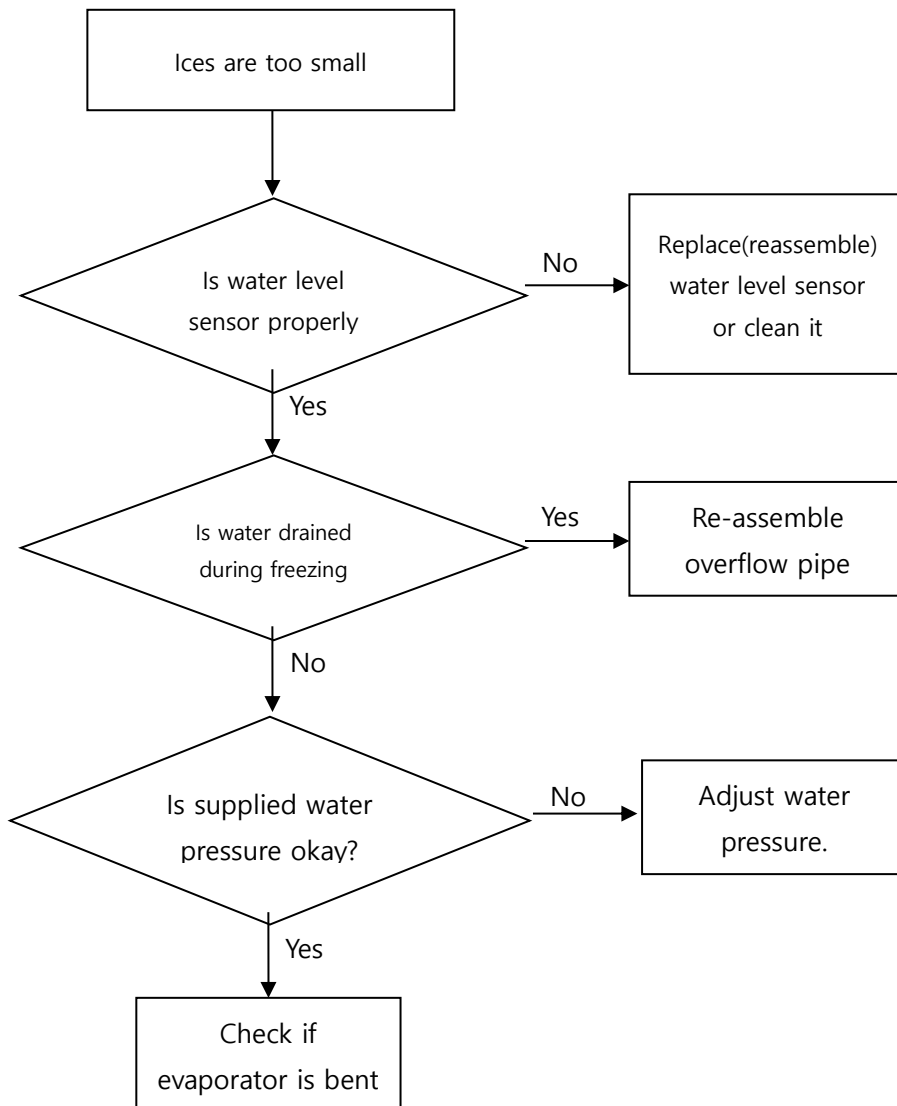 Ices are too small
Is water level
sensor properly
No
Replace(reassemble)
water level sensor
or clean it
Yes
Is water drained
during freezing
Yes
Re-assemble
overflow pipe
No
Is supplied water
pressure okay?
No
Adjust water
pressure.
Yes
Check if
evaporator is bent